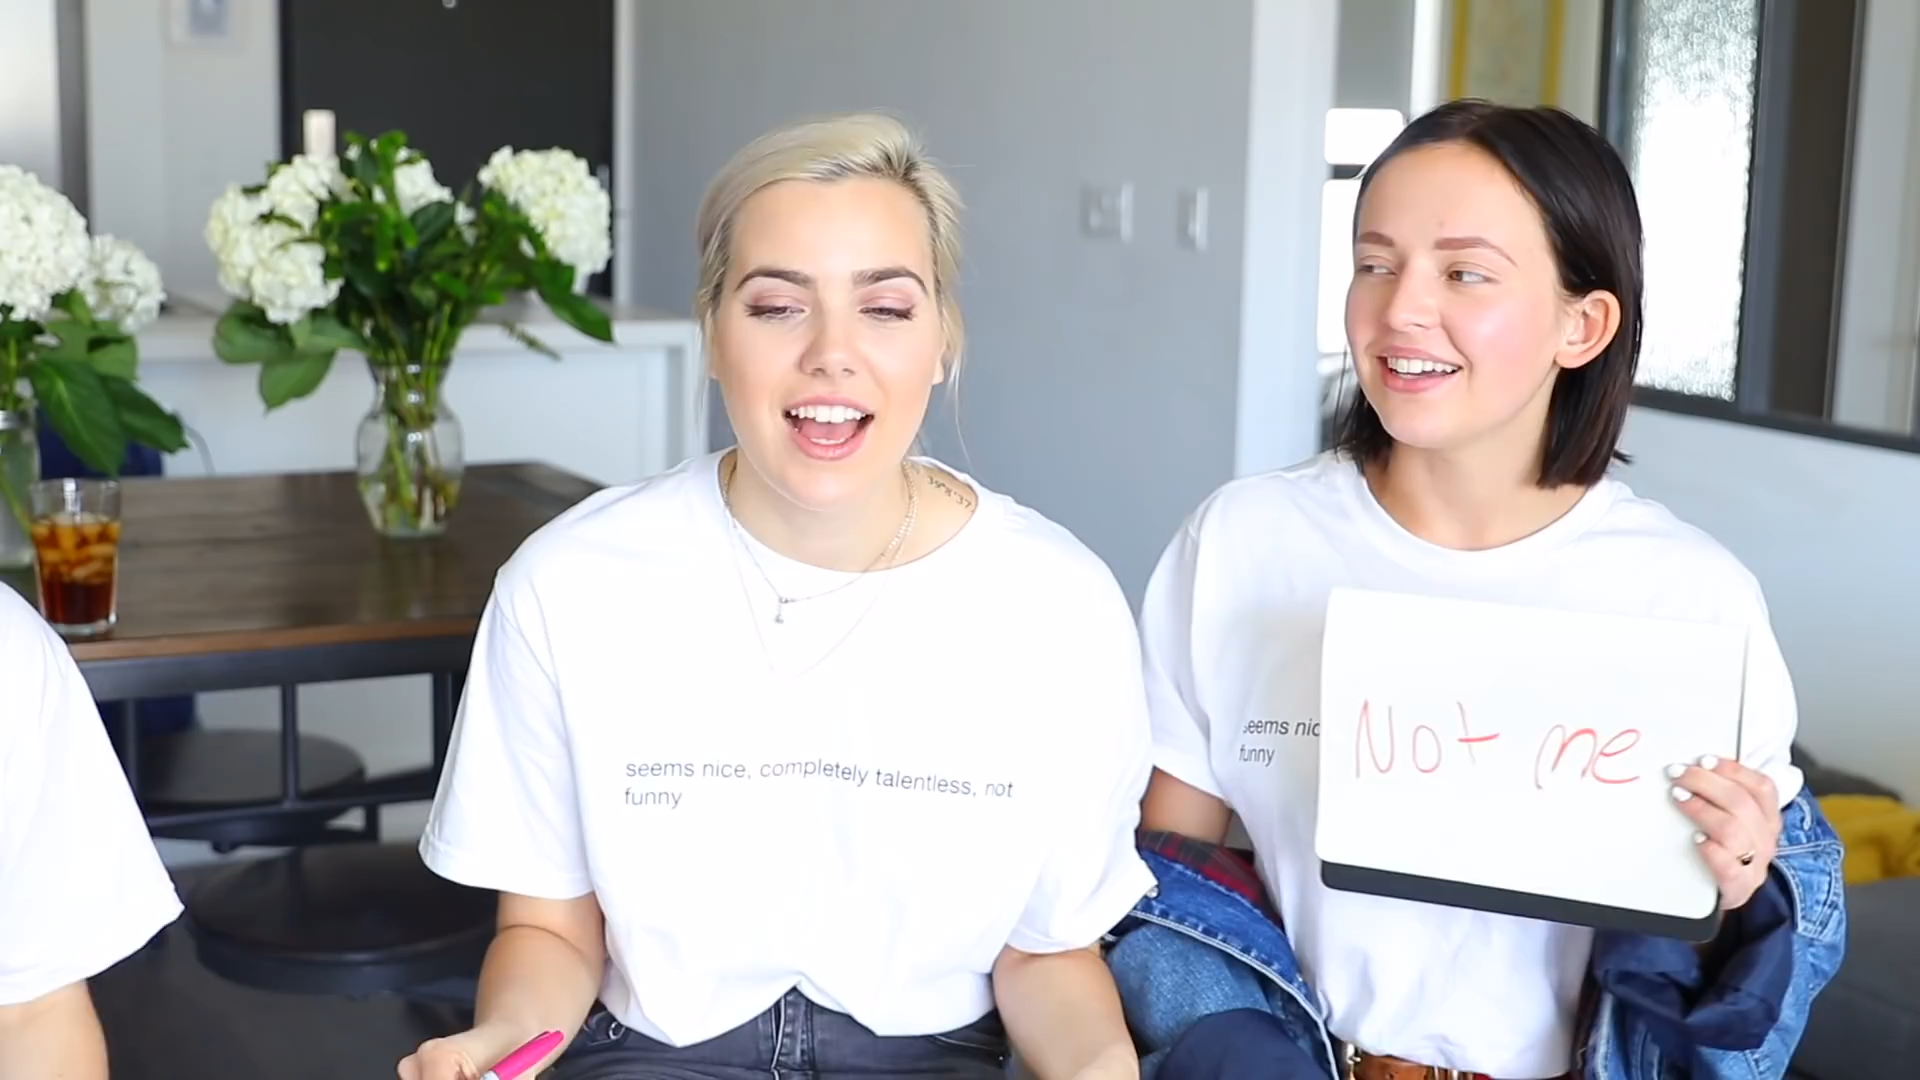 seems nice, completely talentless, not
funny
seems nic
funny
Not me